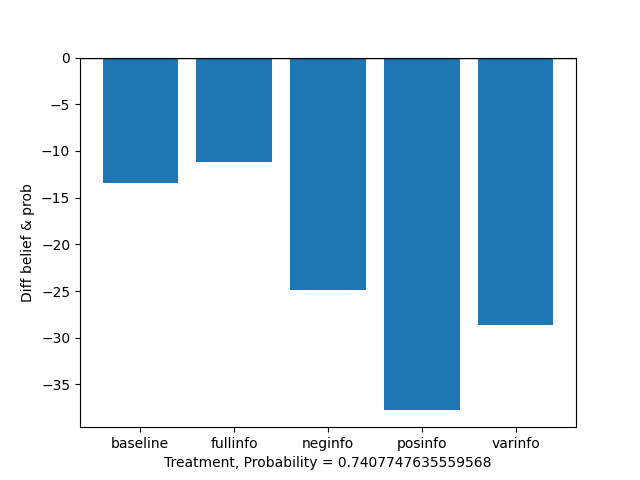 0
−5
−10
−15
−20
−25
−30
−35
Diff belief & prob
baseline fullinfo neginfo posinfo varinfo
Treatment, Probability = 0.7407747635559568